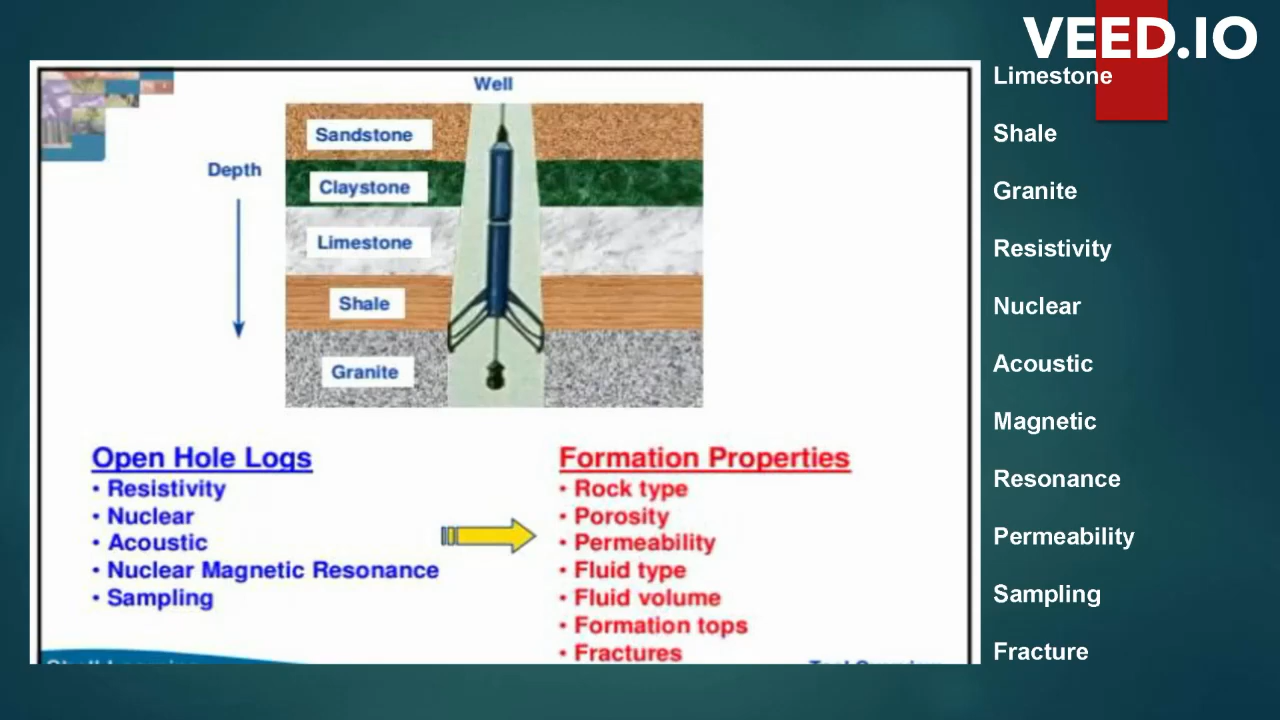 VEED.IO
Well
Sandstone
Depth
Claystone
Limestone
Shale
Granite
Open Hole Logs
• Resistivity
• Nuclear
• Acoustic
• Nuclear Magnetic Resonance
• Sampling
Formation Properties
• Rock type
• Porosity
• Permeability
• Fluid type
• Fluid volume
• Formation tops
• Fractures
Limestone
Shale
Granite
Resistivity
Nuclear
Acoustic
Magnetic
Resonance
Permeability
Sampling
Fracture